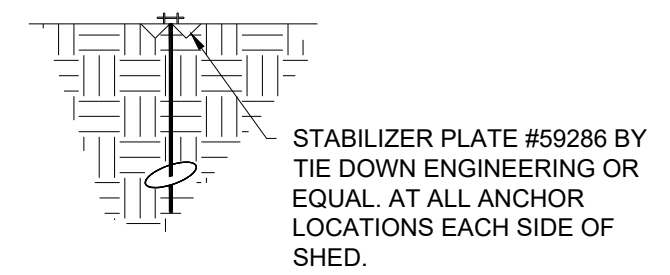 STABILIZER PLATE #59286 BY
TIE DOWN ENGINEERING OR
EQUAL. AT ALL ANCHOR
LOCATIONS EACH SIDE OF
SHED.